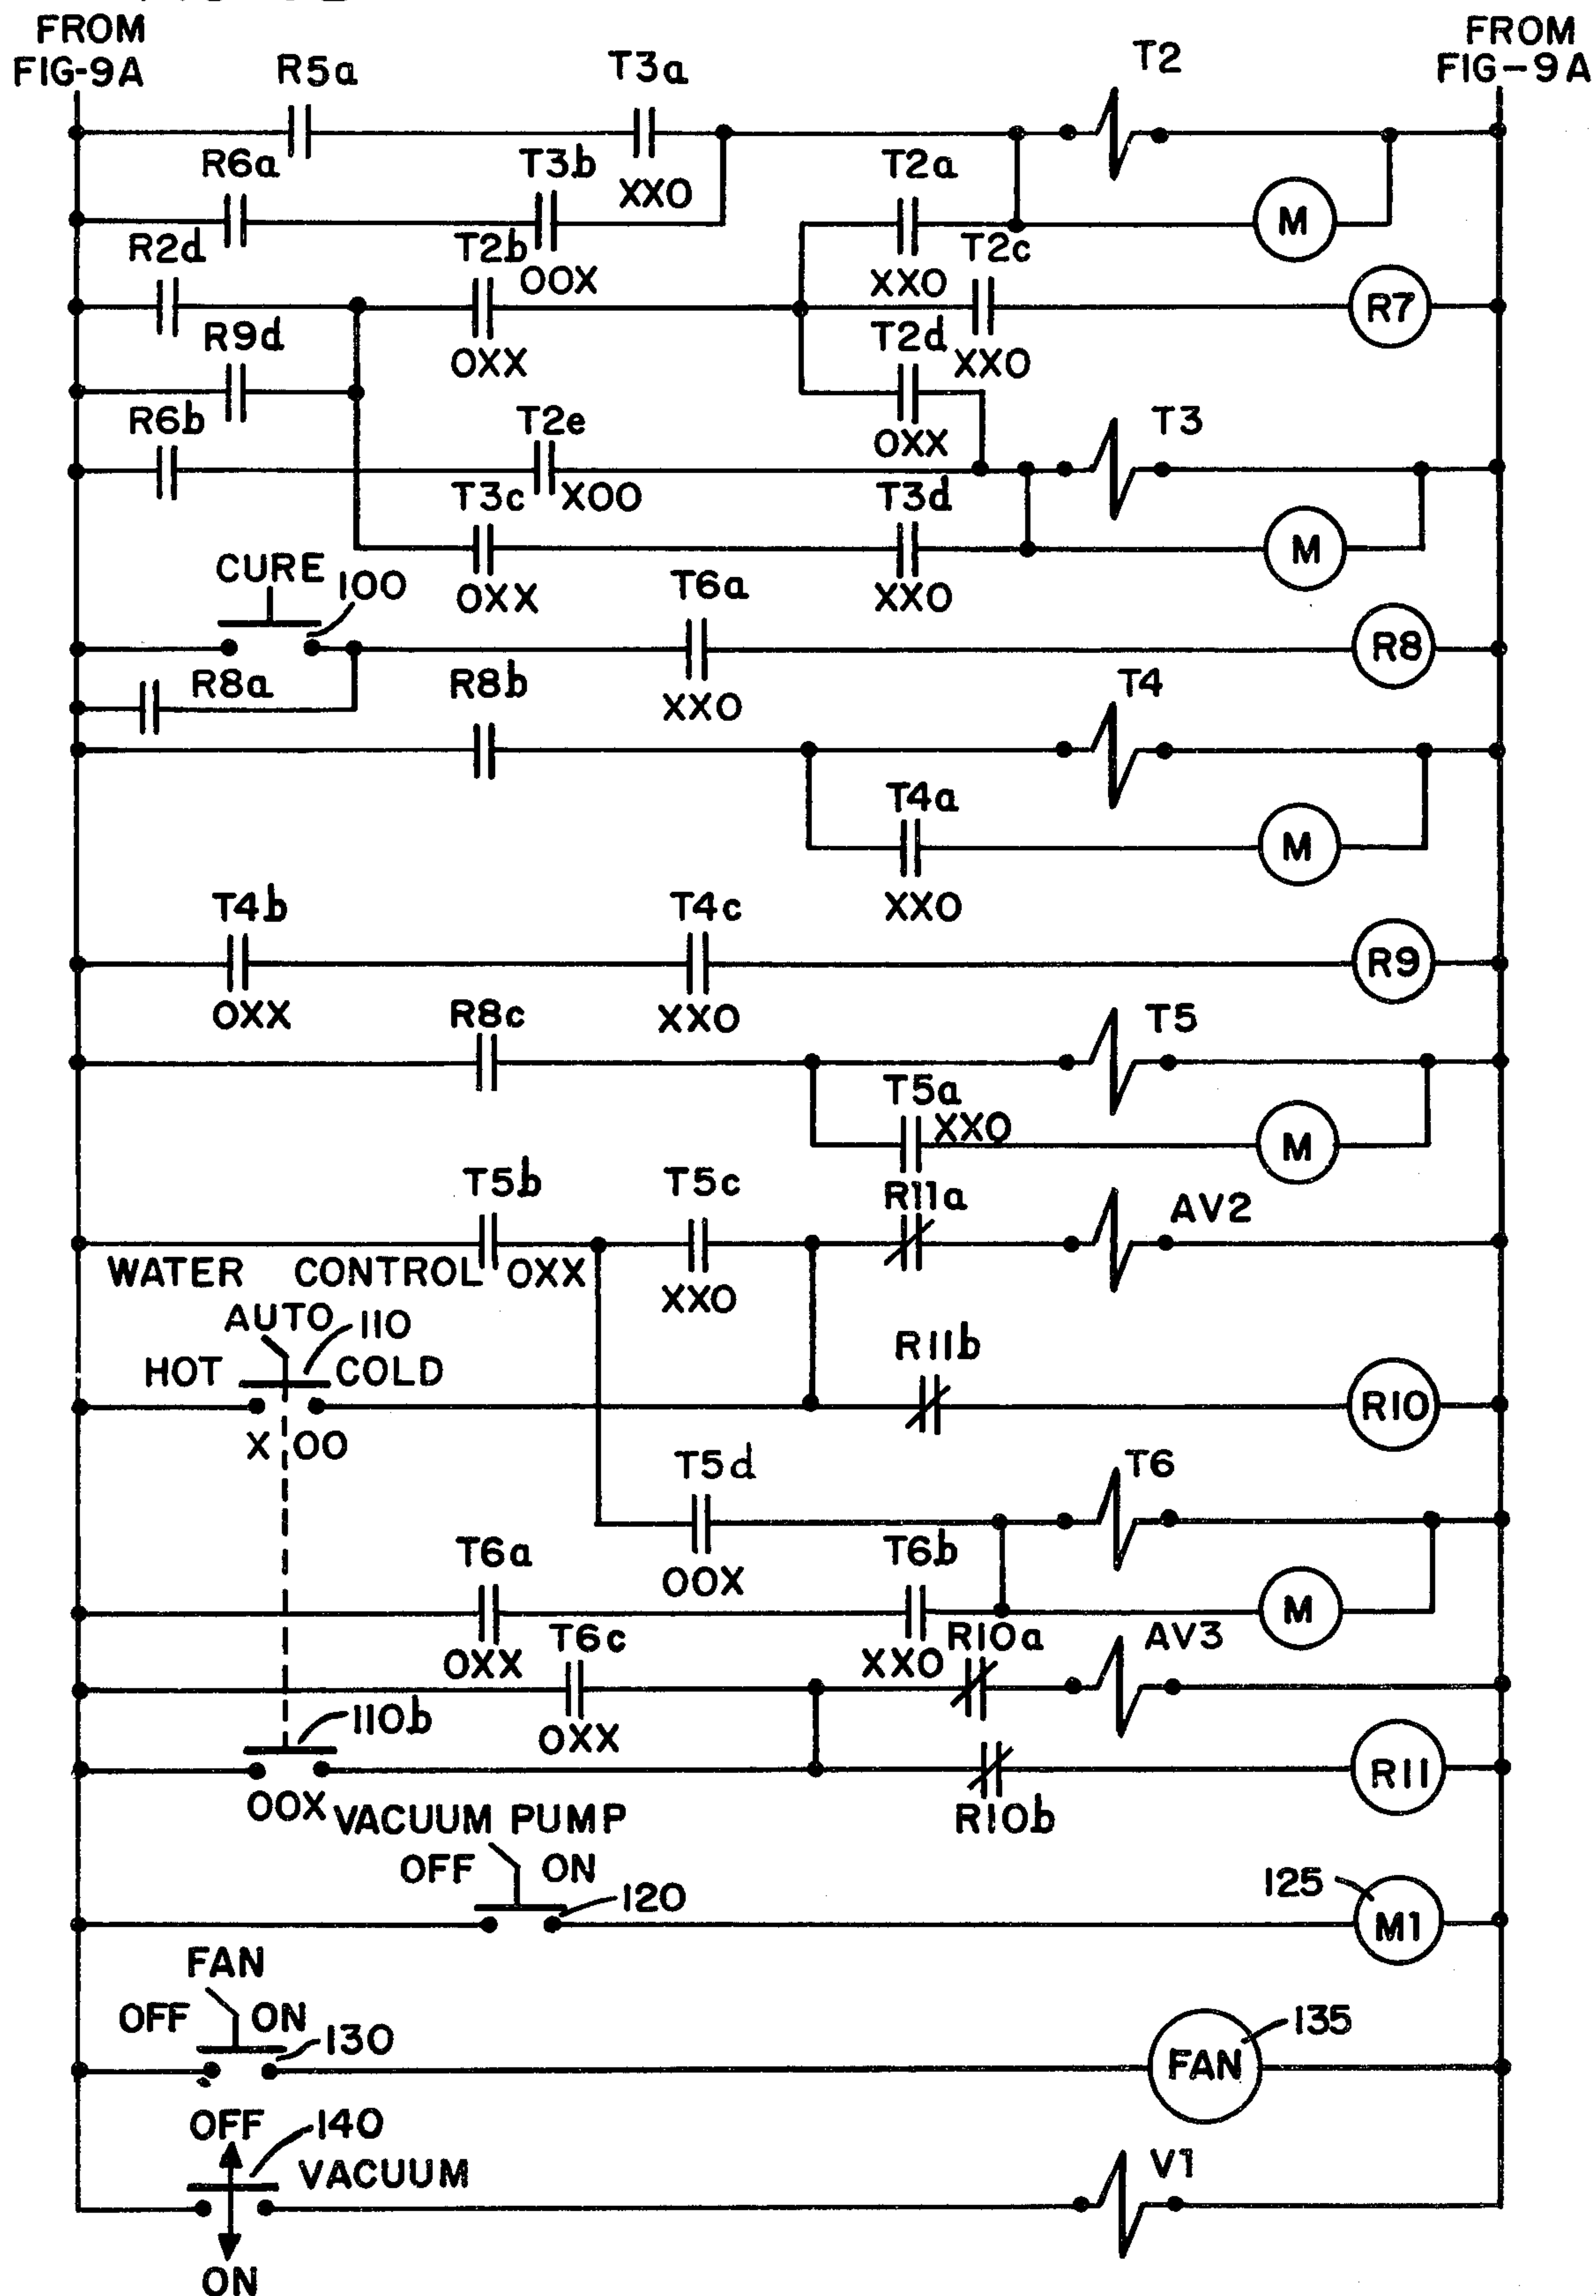 FROM
FIG-9A
FROM
FIG-9A
R5a
T3a
T2
XXO
R6a
T3b
T2a
M
OOX
XXO
R2d
T2b
T2c
R7
OXX
XXO
R9d
T2d
OXX
R6b
T2e
T3
XOO
T3c
T3d
M
OXX
XXO
CURE
100
T6a
R8
XXO
R8a
R8b
T4
T4a
M
XXO
T4b
T4c
R9
OXX
XXO
R8c
T5
T5a
XXO
M
T5b
T5c
R11a
AV2
OXX
XXO
WATER CONTROL
AUTO
110
HOT
COLD
R11b
R10
X OO
T5d
T6
OOX
T6a
T6b
M
OXX
XXO
T6c
R10a
AV3
OXX
110b
R11
OOX
R10b
VACUUM PUMP
OFF ON
120
125
M1
FAN
OFF ON
130
135
FAN
OFF
140
VACUUM
V1
ON